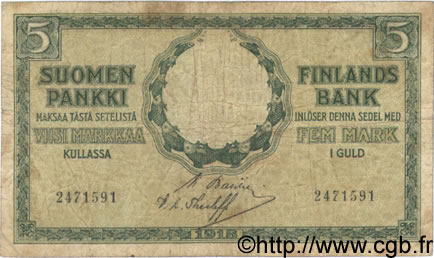 5 5
SUOMEN
PANKKI
MAKSAA TÄSTÄ SETELISTÄ
VIISI MARKKAA
KULLASSA
FINLANDS
BANK
INLÖSER DENNA SEDEL MED
FEM MARK
I GULD
2471591 2471591
1918
©http://www.cgb.fr